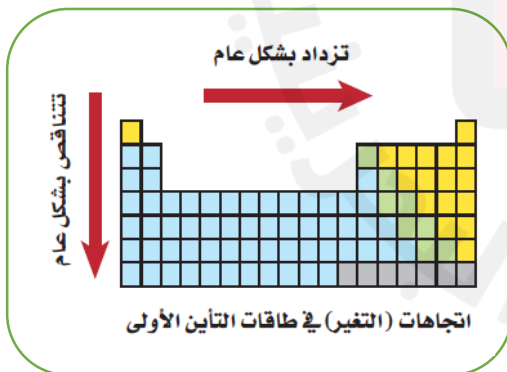 تزداد بشكل عام
تتناقص بشكل عام
اتجاهات (التغير) في طاقات التأين الأولى